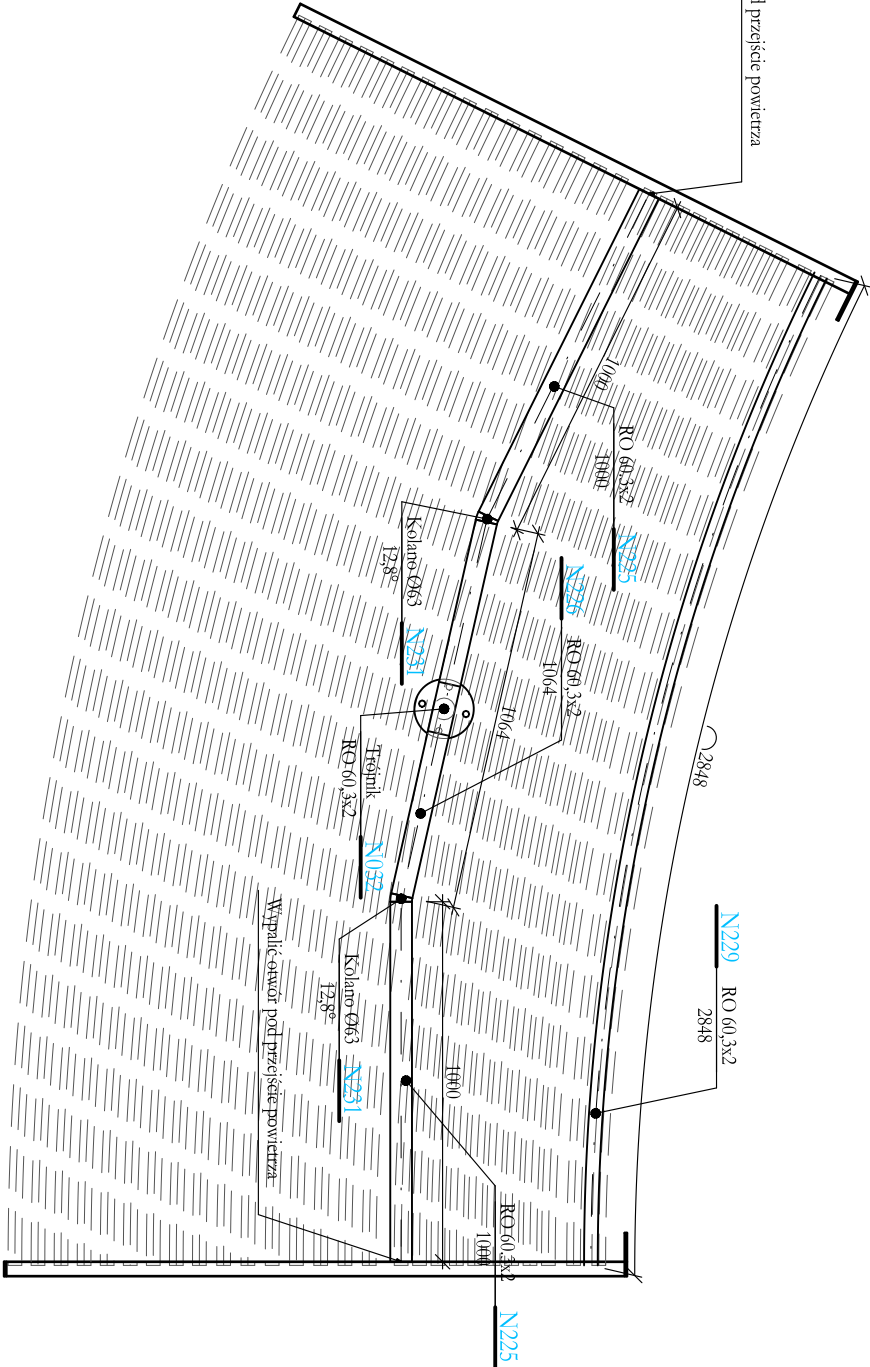 d przejście powietrza
1000
RO 60,3x2
1000
N225
N226
RO 60,3x2
1064
Kolano Ø63
12,8°
N231
1064
2848
Trójnik
RO 60,3x2
N032
N229
RO 60,3x2
2848
Kolano Ø63
12,8°
N231
1000
Wypalić otwór pod przejście powietrza
RO 60,3x2
1000
N225